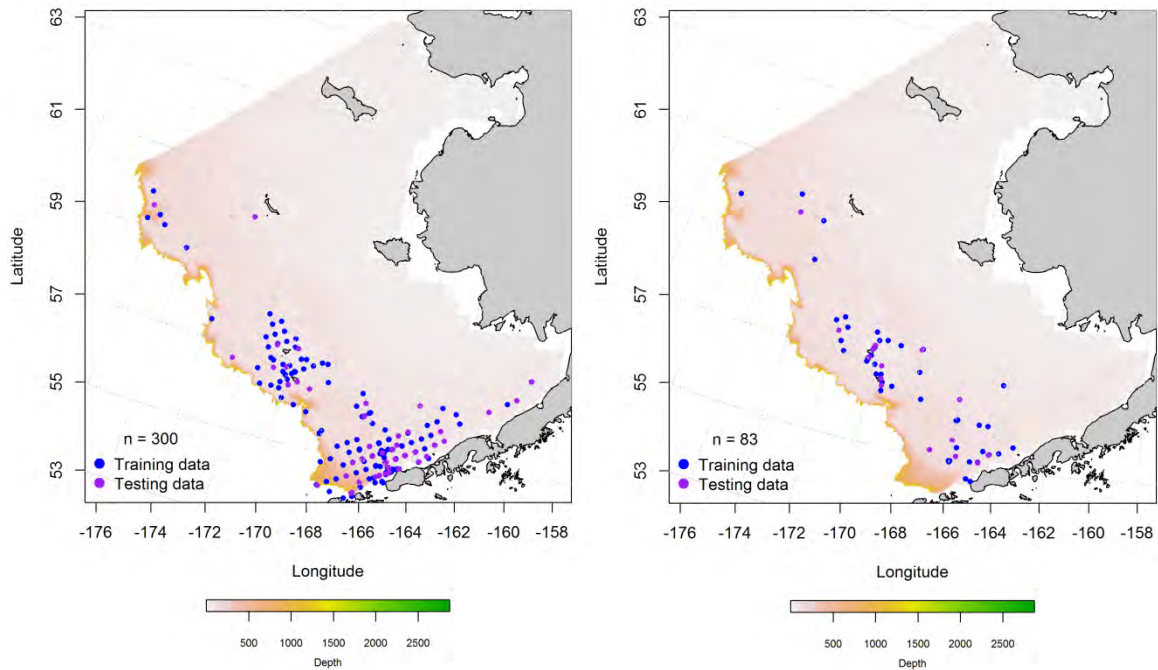 63
61
59
57
55
53
Latitude
n = 300
Training data
Testing data
-176 -174 -172 -170 -168 -166 -164 -162 -160 -158
Longitude
500 1000 1500 2000 2500
Depth
63
61
59
57
55
53
Latitude
n = 83
Training data
Testing data
-176 -174 -172 -170 -168 -166 -164 -162 -160 -158
Longitude
500 1000 1500 2000 2500
Depth